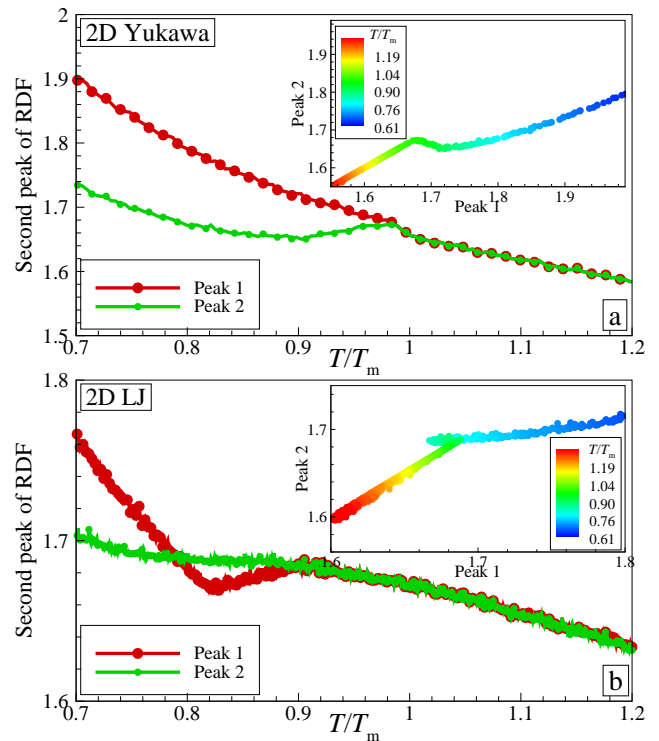 2D Yukawa
Second peak of RDF
2
1.9
1.8
1.7
1.6
1.5
0.7
0.8
0.9
1
1.1
1.2
T/Tm
Peak 1
Peak 2
a
T/Tm
1.19
1.04
0.90
0.76
0.61
Peak 2
1.9
1.8
1.7
1.6
1.6
1.7
1.8
1.9
Peak 1
2D LJ
Second peak of RDF
1.8
1.7
1.6
0.7
0.8
0.9
1
1.1
1.2
T/Tm
Peak 1
Peak 2
b
Peak 2
1.7
1.6
1.6
1.7
1.8
Peak 1
T/Tm
1.19
1.04
0.90
0.76
0.61